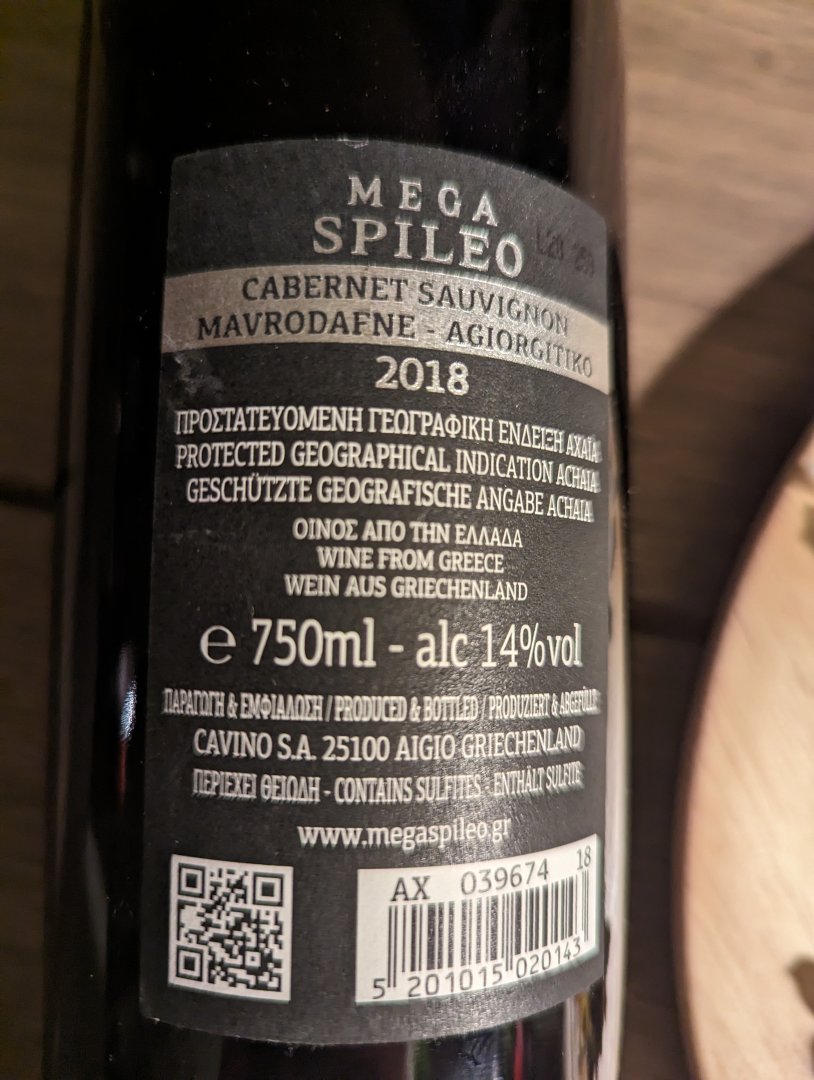 MEGA
SPILEO
CABERNET SAUVIGNON
MAVRODAFNE - AGIORGITIKO
2018
ΠΡΟΣΤΑΤΕΥΟΜΕΝΗ ΓΕΩΓΡΑΦΙΚΗ ΕΝΔΕΙΞΗ ΑΧΑΪΑ
PROTECTED GEOGRAPHICAL INDICATION ACHAIA
GESCHÜTZTE GEOGRAFISCHE ANGABE ACHAIA
ΟΙΝΟΣ ΑΠΟ ΤΗΝ ΕΛΛΑΔΑ
WINE FROM GREECE
WEIN AUS GRIECHENLAND
℮ 750ml - alc 14%vol
ΠΑΡΑΓΩΓΗ & ΕΜΦΙΑΛΩΣΗ / PRODUCED & BOTTLED / PRODUZIERT & ABGEFÜLLT:
CAVINO S.A. 25100 AIGIO GRIECHENLAND
ΠΕΡΙΕΧΕΙ ΘΕΙΩΔΗ - CONTAINS SULFITES - ENTHÄLT SULFITE
www.megaspileo.gr
AX 039674 18
5 201015 020143